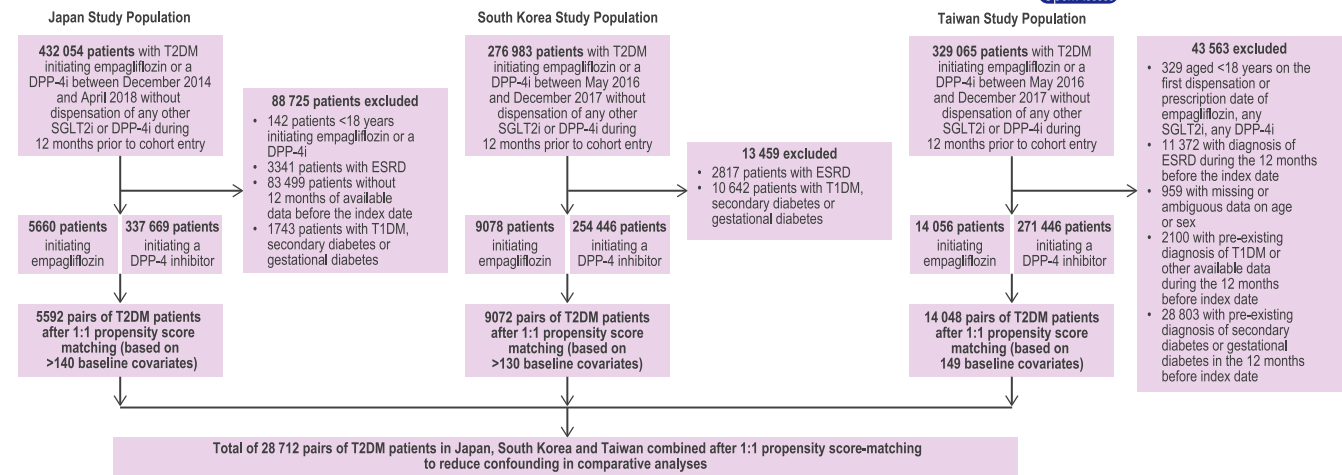 Japan Study Population
432 054 patients with T2DM
initiating empagliflozin or a
DPP-4i between December 2014
and April 2018 without
dispensation of any other
SGLT2i or DPP-4i during
12 months prior to cohort entry
88 725 patients excluded
• 142 patients <18 years
initiating empagliflozin or a
DPP-4i
• 3341 patients with ESRD
• 83 499 patients without
12 months of available
data before the index date
• 1743 patients with T1DM,
secondary diabetes or
gestational diabetes
5660 patients
initiating
empagliflozin
337 669 patients
initiating a
DPP-4 inhibitor
5592 pairs of T2DM patients
after 1:1 propensity score
matching (based on
>140 baseline covariates)
South Korea Study Population
276 983 patients with T2DM
initiating empagliflozin or a
DPP-4i between May 2016
and December 2017 without
dispensation of any other
SGLT2i or DPP-4i during
12 months prior to cohort entry
13 459 excluded
• 2817 patients with ESRD
• 10 642 patients with T1DM,
secondary diabetes or
gestational diabetes
9078 patients
initiating
empagliflozin
254 446 patients
initiating a
DPP-4 inhibitor
9072 pairs of T2DM patients
after 1:1 propensity score
matching (based on
>130 baseline covariates)
Taiwan Study Population
329 065 patients with T2DM
initiating empagliflozin or a
DPP-4i between May 2016
and December 2017 without
dispensation of any other
SGLT2i or DPP-4i during
12 months prior to cohort entry
43 563 excluded
• 329 aged <18 years on the
first dispensation or
prescription date of
empagliflozin, any
SGLT2i, any DPP-4i
• 11 372 with diagnosis of
ESRD during the 12 months
before the index date
• 959 with missing or
ambiguous data on age
or sex
• 2100 with pre-existing
diagnosis of T1DM or
other available data
during the 12 months
before index date
• 28 803 with pre-existing
diagnosis of secondary
diabetes or gestational
diabetes in the 12 months
before index date
14 056 patients
initiating
empagliflozin
271 446 patients
initiating a
DPP-4 inhibitor
14 048 pairs of T2DM patients
after 1:1 propensity score
matching (based on
149 baseline covariates)
Total of 28 712 pairs of T2DM patients in Japan, South Korea and Taiwan combined after 1:1 propensity score-matching
to reduce confounding in comparative analyses